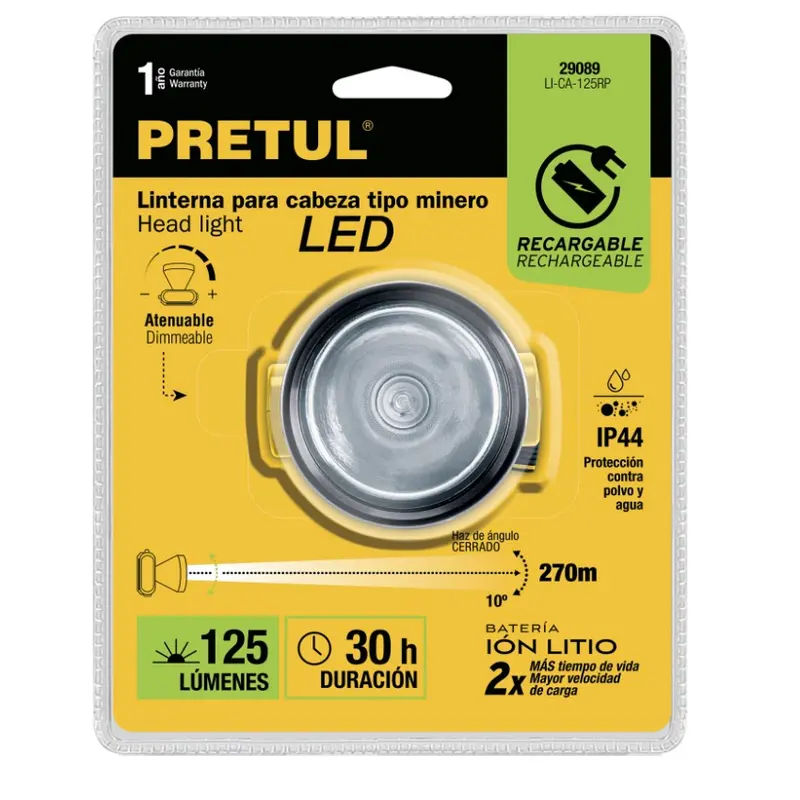 1 año Garantía
Warranty
PRETUL®
29089
LI-CA-125RP
RECARGABLE
RECHARGEABLE
Linterna para cabeza tipo minero
Head light LED
- +
Atenuable
Dimmeable
IP44
Protección
contra
polvo y
agua
Haz de ángulo
CERRADO
10°
270m
125
LÚMENES
30 h
DURACIÓN
BATERÍA
IÓN LITIO
2x MÁS tiempo de vida
Mayor velocidad
de carga